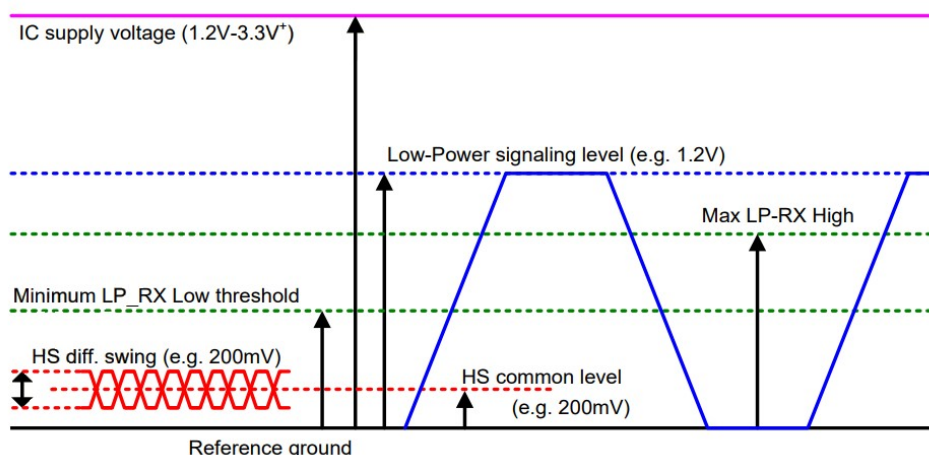 IC supply voltage (1.2V-3.3V⁺)
Low-Power signaling level (e.g. 1.2V)
Max LP-RX High
Minimum LP_RX Low threshold
HS diff. swing (e.g. 200mV)
HS common level
(e.g. 200mV)
Reference ground